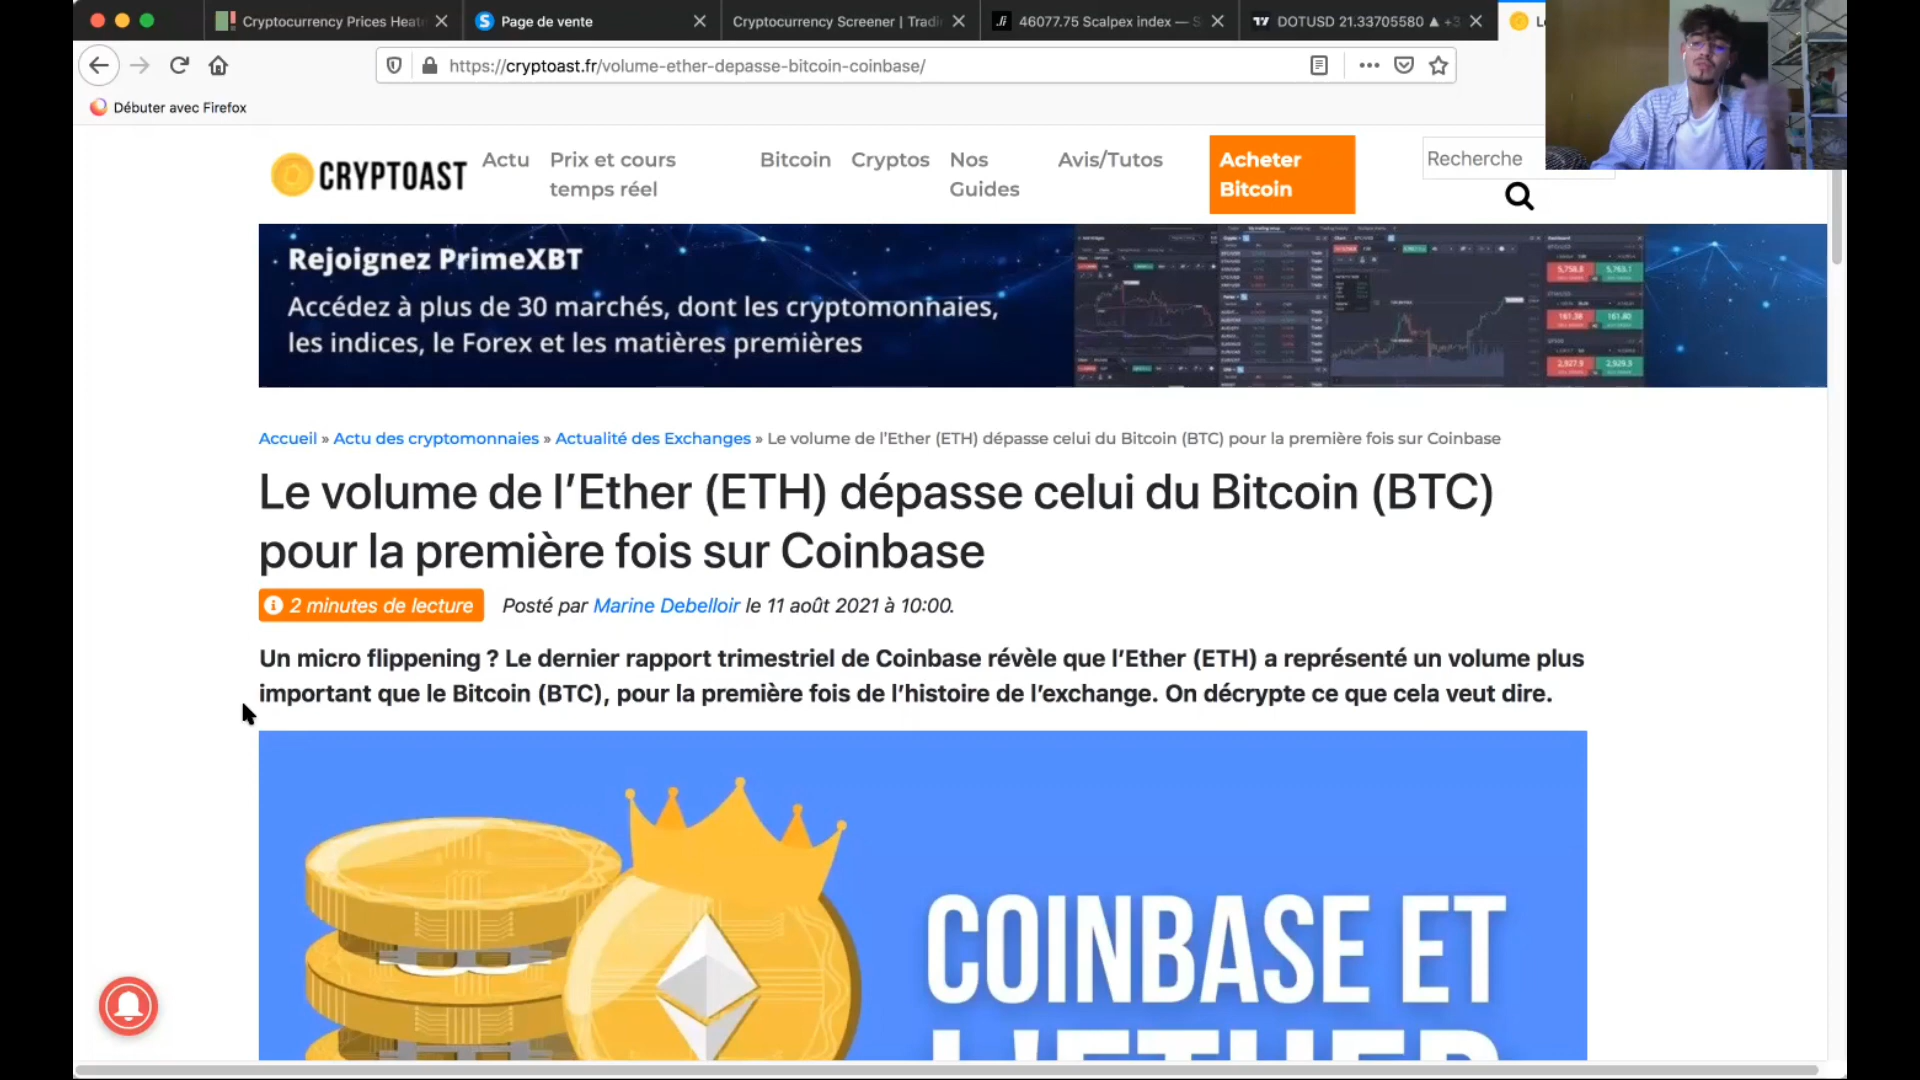 Cryptocurrency Prices Heat
Page de vente
Cryptocurrency Screener | Tradi
46077.75 Scalpex index — S
DOTUSD 21.33705580 ▲ +3
https://cryptoast.fr/volume-ether-depasse-bitcoin-coinbase/
Débuter avec Firefox
CRYPTOAST
Actu
Prix et cours
temps réel
Bitcoin
Cryptos
Nos
Guides
Avis/Tutos
Acheter
Bitcoin
Recherche
Rejoignez PrimeXBT
Accédez à plus de 30 marchés, dont les cryptomonnaies,
les indices, le Forex et les matières premières
Accueil » Actu des cryptomonnaies » Actualité des Exchanges » Le volume de l'Ether (ETH) dépasse celui du Bitcoin (BTC) pour la première fois sur Coinbase
Le volume de l'Ether (ETH) dépasse celui du Bitcoin (BTC)
pour la première fois sur Coinbase
2 minutes de lecture Posté par Marine Debelloir le 11 août 2021 à 10:00.
Un micro flippening ? Le dernier rapport trimestriel de Coinbase révèle que l'Ether (ETH) a représenté un volume plus
important que le Bitcoin (BTC), pour la première fois de l'histoire de l'exchange. On décrypte ce que cela veut dire.
COINBASE ET
L'ETHER